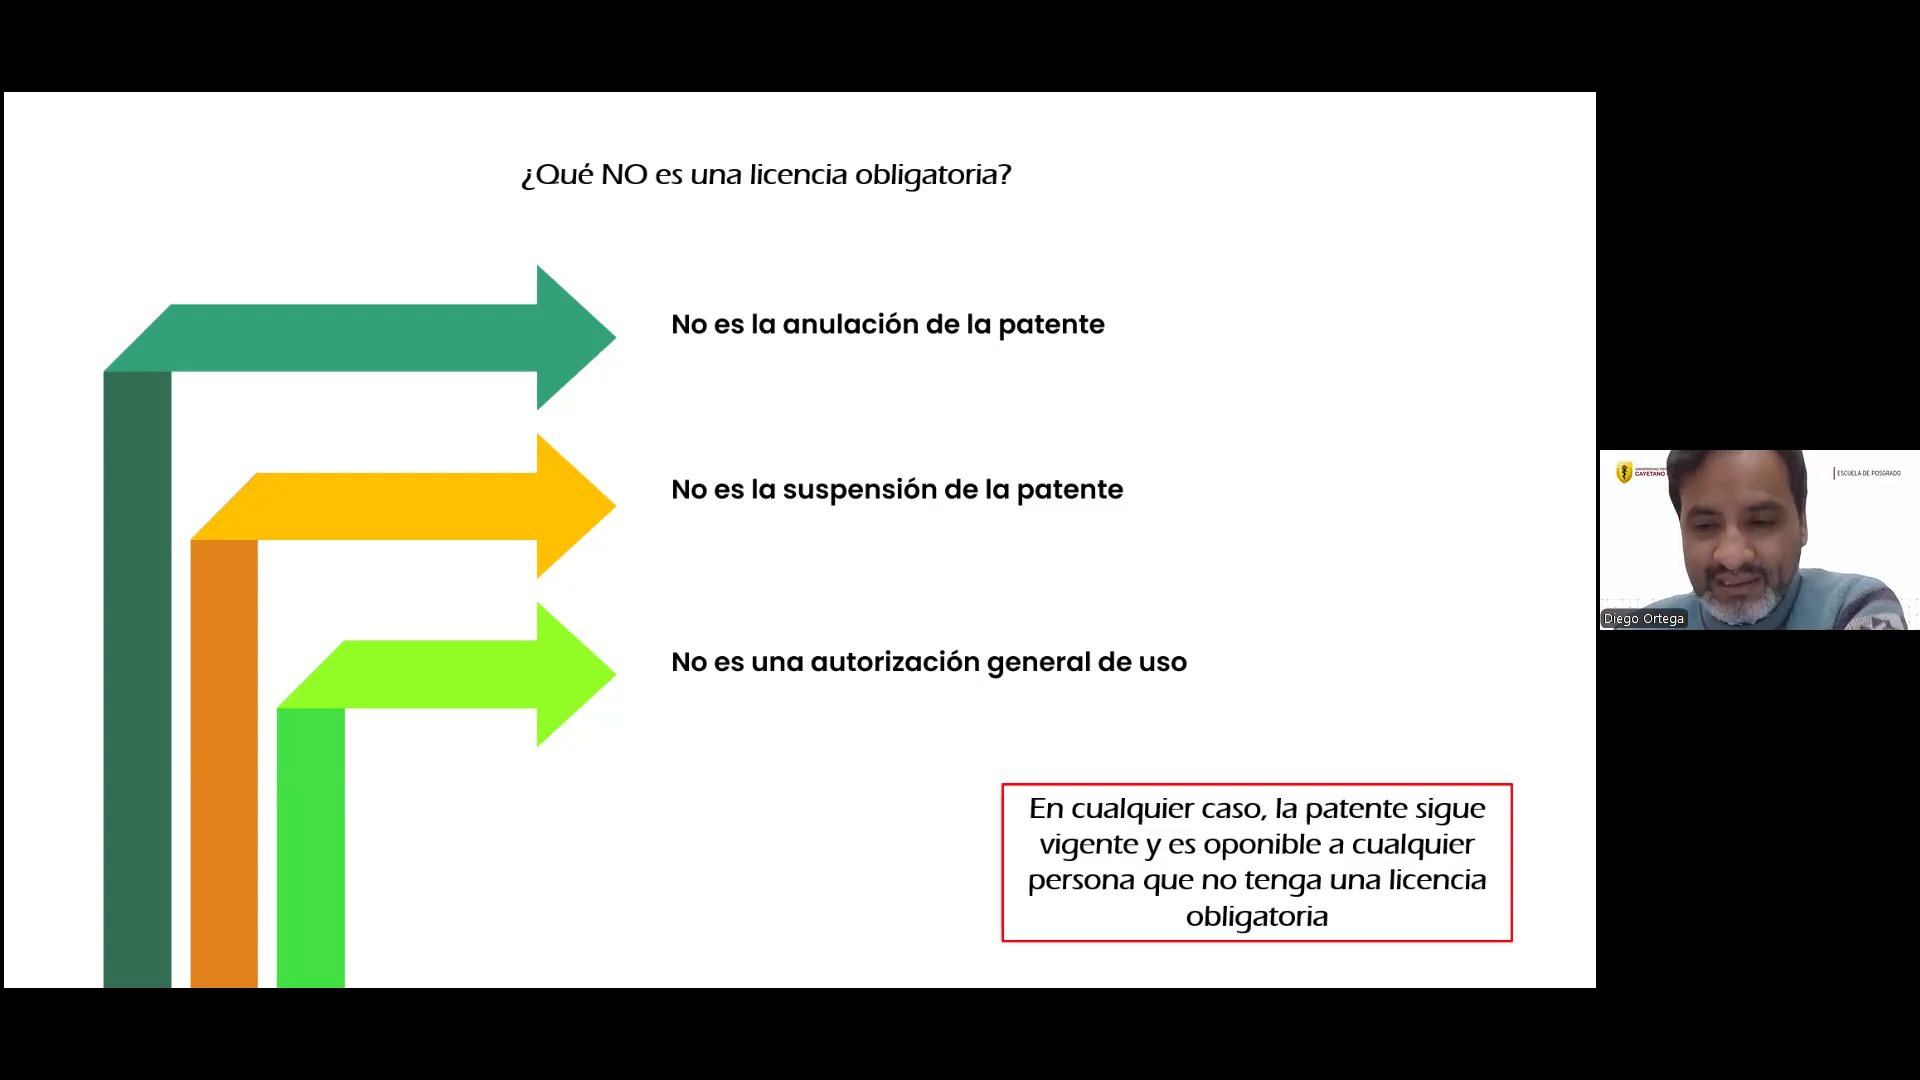 ¿Qué NO es una licencia obligatoria?
No es la anulación de la patente
No es la suspensión de la patente
No es una autorización general de uso
En cualquier caso, la patente sigue
vigente y es oponible a cualquier
persona que no tenga una licencia
obligatoria
CAYETANO
ESCUELA DE POSGRADO
Diego Ortega